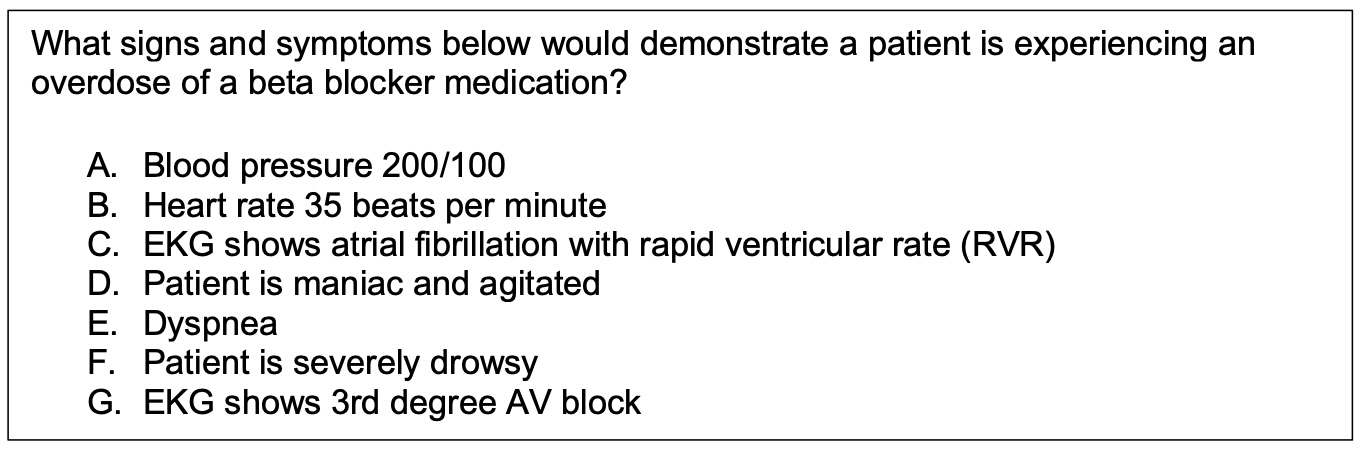 What signs and symptoms below would demonstrate a patient is experiencing an
overdose of a beta blocker medication?
A. Blood pressure 200/100
B. Heart rate 35 beats per minute
C. EKG shows atrial fibrillation with rapid ventricular rate (RVR)
D. Patient is maniac and agitated
E. Dyspnea
F. Patient is severely drowsy
G. EKG shows 3rd degree AV block